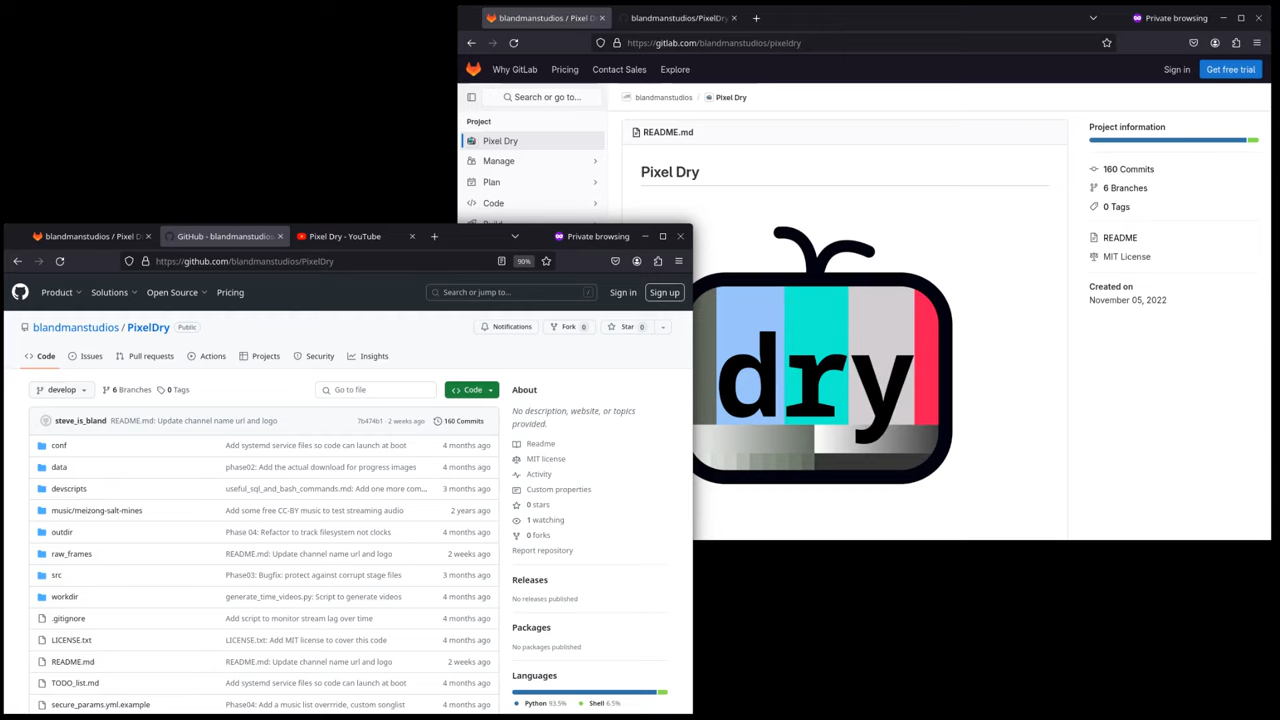 blandmanstudios / Pixel D
blandmanstudios/PixelDry
Private browsing
https://gitlab.com/blandmanstudios/pixeldry
Why GitLab
Pricing
Contact Sales
Explore
Sign in
Get free trial
Search or go to...
blandmanstudios / Pixel Dry
Project
Pixel Dry
Manage
Plan
Code
README.md
Pixel Dry
dry
Project information
160 Commits
6 Branches
0 Tags
README
MIT License
Created on
November 05, 2022
blandmanstudios / Pixel D
GitHub - blandmanstudios
Pixel Dry - YouTube
Private browsing
https://github.com/blandmanstudios/PixelDry
90%
Product
Solutions
Open Source
Pricing
Search or jump to...
/
Sign in
Sign up
blandmanstudios / PixelDry
Public
Notifications
Fork 0
Star 0
Code
Issues
Pull requests
Actions
Projects
Security
Insights
develop
6 Branches
0 Tags
Go to file
Code
steve_is_bland README.md: Update channel name url and logo 7b474b1 · 2 weeks ago 160 Commits
conf Add systemd service files so code can launch at boot 4 months ago
data phase02: Add the actual download for progress images 4 months ago
devscripts useful_sql_and_bash_commands.md: Add one more com... 3 months ago
music/meizong-salt-mines Add some free CC-BY music to test streaming audio 2 years ago
outdir Phase 04: Refactor to track filesystem not clocks 4 months ago
raw_frames README.md: Update channel name url and logo 2 weeks ago
src Phase03: Bugfix: protect against corrupt stage files 3 months ago
workdir generate_time_videos.py: Script to generate videos 4 months ago
.gitignore Add script to monitor stream lag over time 4 months ago
LICENSE.txt LICENSE.txt: Add MIT license to cover this code 4 months ago
README.md README.md: Update channel name url and logo 2 weeks ago
TODO_list.md Add systemd service files so code can launch at boot 4 months ago
secure_params.yml.example Phase04: Add a music list overrride, custom songlist 4 months ago
About
No description, website, or topics
provided.
Readme
MIT license
Activity
Custom properties
0 stars
1 watching
0 forks
Report repository
Releases
No releases published
Packages
No packages published
Languages
Python 93.5%
Shell 6.5%